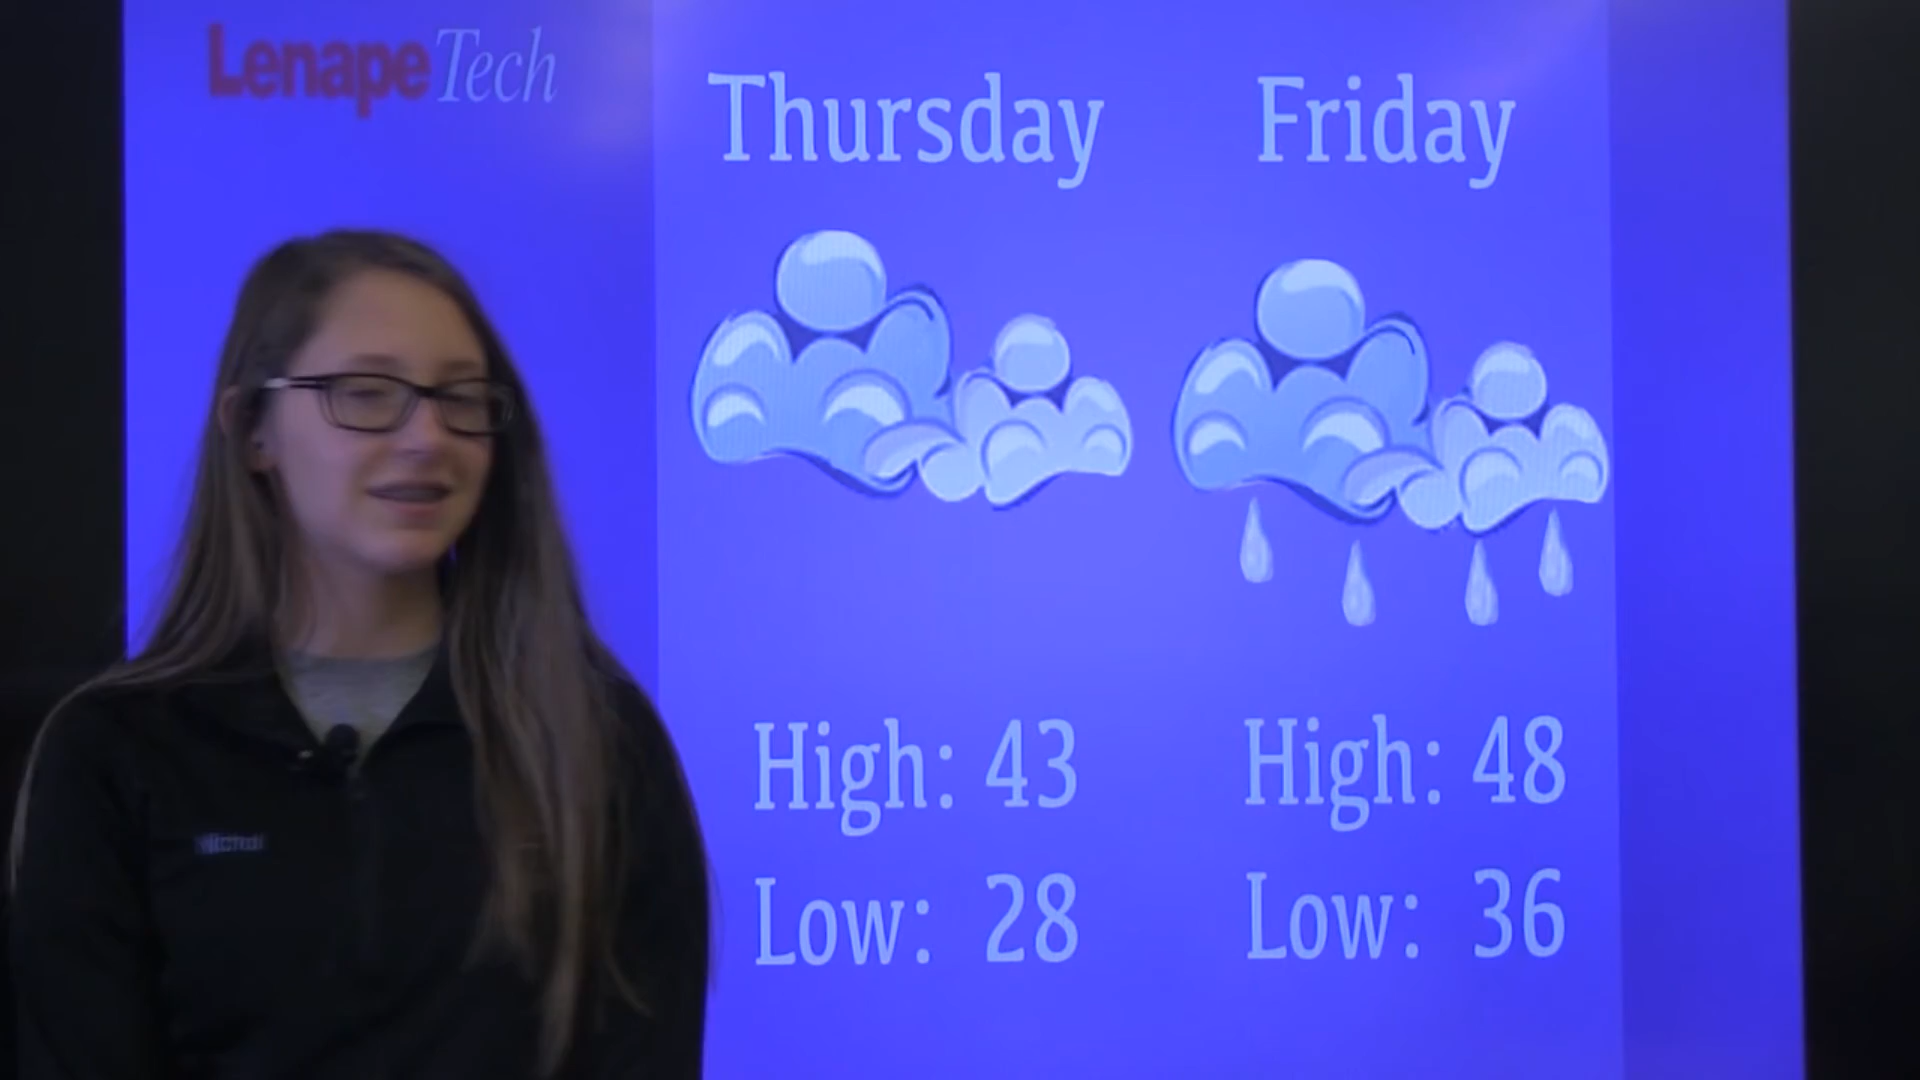 LenapeTech
Thursday
Friday
High: 43
Low: 28
High: 48
Low: 36